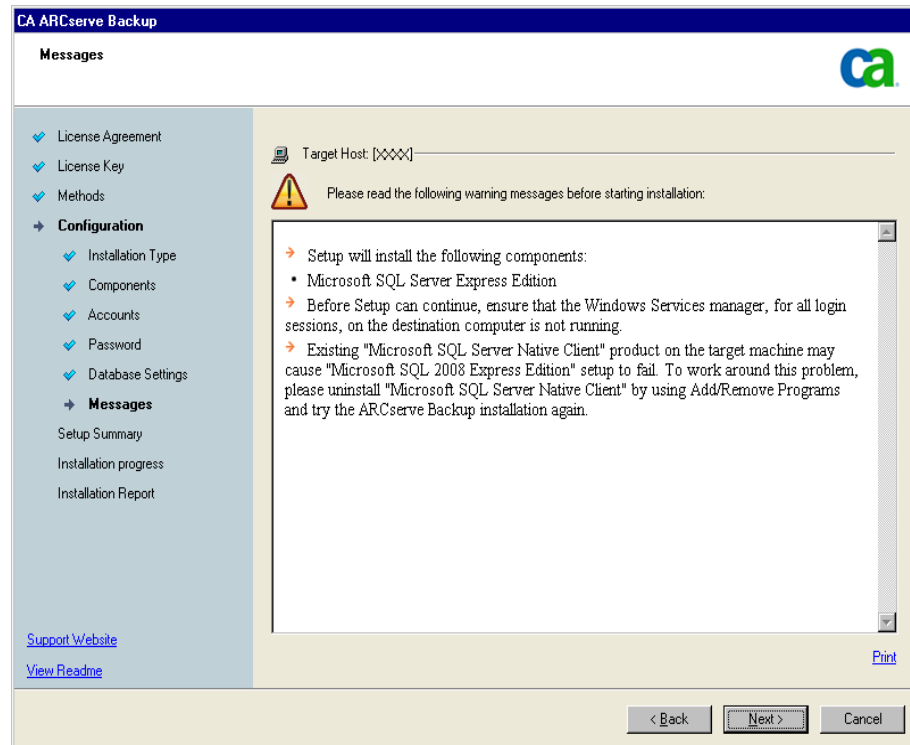 CA ARCserve Backup
Messages
ca
License Agreement
License Key
Methods
Configuration
Installation Type
Components
Accounts
Password
Database Settings
Messages
Setup Summary
Installation progress
Installation Report
Support Website
View Readme
Target Host: [XXXX]
Please read the following warning messages before starting installation:
Setup will install the following components:
• Microsoft SQL Server Express Edition
Before Setup can continue, ensure that the Windows Services manager, for all login
sessions, on the destination computer is not running.
Existing "Microsoft SQL Server Native Client" product on the target machine may
cause "Microsoft SQL 2008 Express Edition" setup to fail. To work around this problem,
please uninstall "Microsoft SQL Server Native Client" by using Add/Remove Programs
and try the ARCserve Backup installation again.
Print
< Back
Next >
Cancel